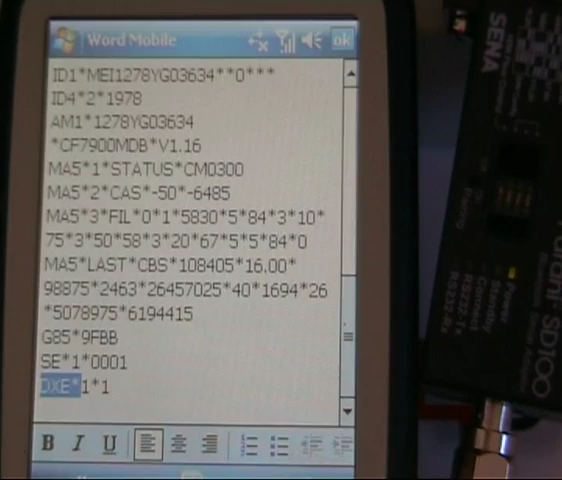 Word Mobile
ok
ID1*MEI1278YG03634**0***
ID4*2*1978
AM1*1278YG03634
*CF7900MDB*V1.16
MA5*1*STATUS*CM0300
MA5*2*CAS*-50*-6485
MA5*3*FIL*0*1*5830*5*84*3*10*
75*3*50*58*3*20*67*5*5*84*0
MA5*LAST*CBS*108405*16.00*
98875*2463*26457025*40*1694*26
*5078975*6194415
G85*9FBB
SE*1*0001
DXE*1*1
B I U
SENA
Parani SD100
Power
Standby
Connect
RS232-Tx
RS232-Rx